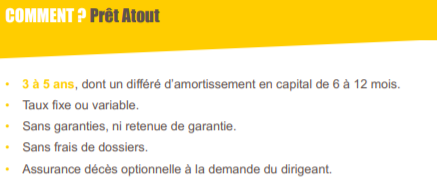 COMMENT ? Prêt Atout
• 3 à 5 ans, dont un différé d'amortissement en capital de 6 à 12 mois.
• Taux fixe ou variable.
• Sans garanties, ni retenue de garantie.
• Sans frais de dossiers.
• Assurance décès optionnelle à la demande du dirigeant.